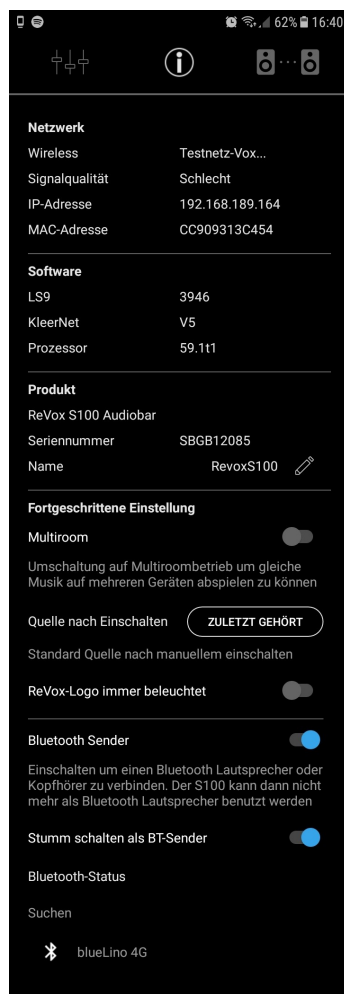 62% 16:40
Netzwerk
Wireless Testnetz-Vox...
Signalqualität Schlecht
IP-Adresse 192.168.189.164
MAC-Adresse CC909313C454
Software
LS9 3946
KleerNet V5
Prozessor 59.1t1
Produkt
ReVox S100 Audiobar
Seriennummer SBGB12085
Name RevoxS100
Fortgeschrittene Einstellung
Multiroom
Umschaltung auf Multiroombetrieb um gleiche
Musik auf mehreren Geräten abspielen zu können
Quelle nach Einschalten ZULETZT GEHÖRT
Standard Quelle nach manuellem einschalten
ReVox-Logo immer beleuchtet
Bluetooth Sender
Einschalten um einen Bluetooth Lautsprecher oder
Kopfhörer zu verbinden. Der S100 kann dann nicht
mehr als Bluetooth Lautsprecher benutzt werden
Stumm schalten als BT-Sender
Bluetooth-Status
Suchen
blueLino 4G